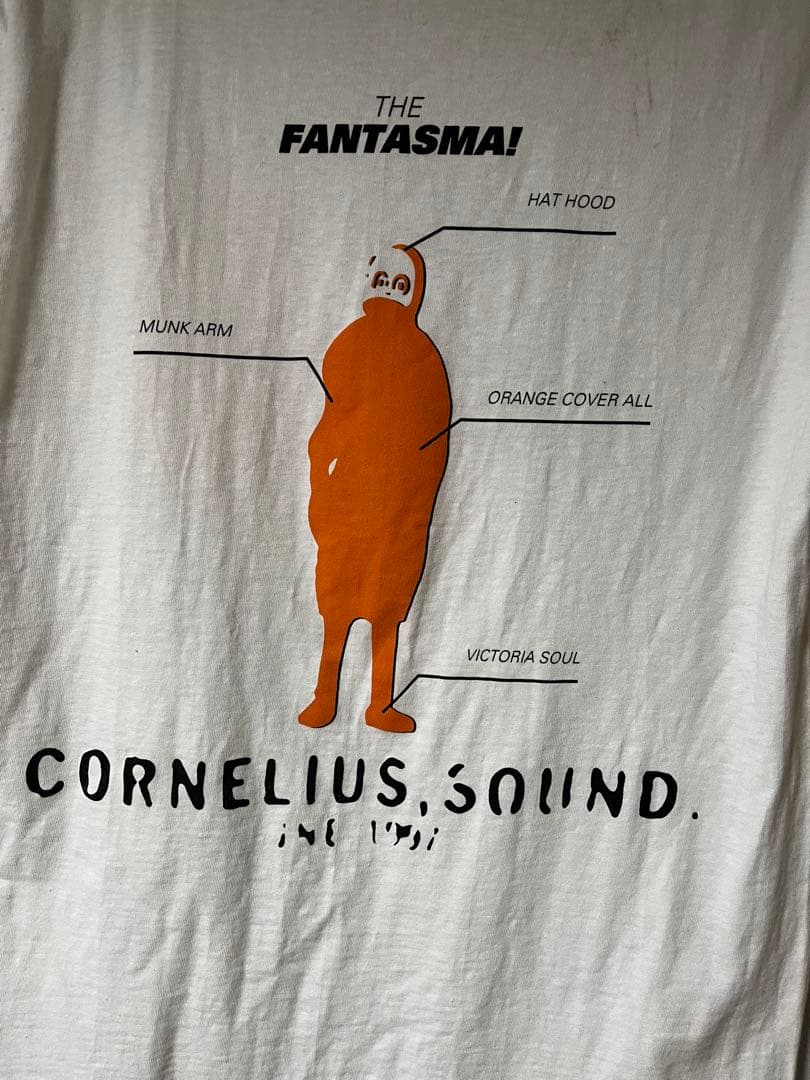 THE
FANTASMA!
HAT HOOD
MUNK ARM
ORANGE COVER ALL
VICTORIA SOUL
CORNELIUS, SOUND.